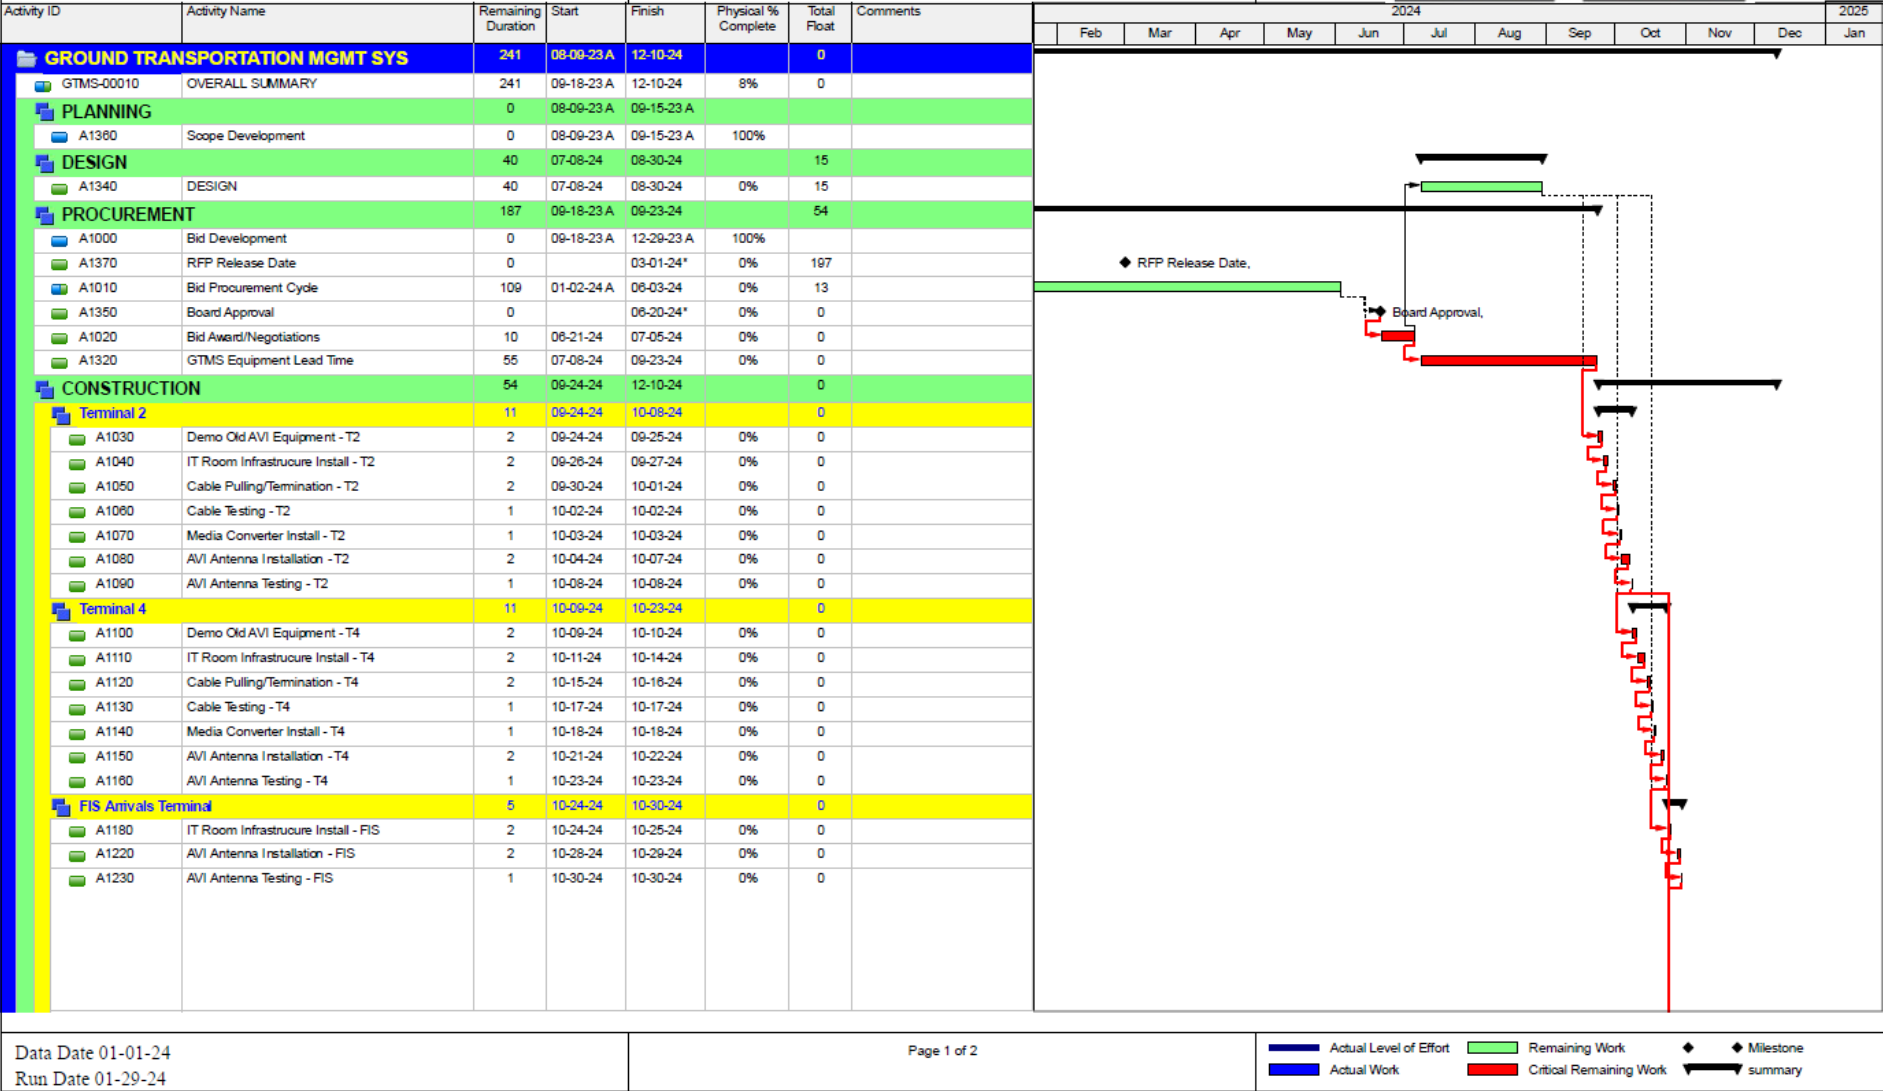 Activity ID Activity Name Remaining Duration Start Finish Physical % Complete Total Float Comments 2024 2025
Feb Mar Apr May Jun Jul Aug Sep Oct Nov Dec Jan
GROUND TRANSPORTATION MGMT SYS 241 08-09-23 A 12-10-24 0
GTMS-00010 OVERALL SUMMARY 241 09-18-23 A 12-10-24 8% 0
PLANNING 0 08-09-23 A 09-15-23 A
A1360 Scope Development 0 08-09-23 A 09-15-23 A 100%
DESIGN 40 07-08-24 08-30-24 15
A1340 DESIGN 40 07-08-24 08-30-24 0% 15
PROCUREMENT 187 09-18-23 A 09-23-24 54
A1000 Bid Development 0 09-18-23 A 12-29-23 A 100%
A1370 RFP Release Date 0 03-01-24* 0% 197 RFP Release Date,
A1010 Bid Procurement Cycle 109 01-02-24 A 06-03-24 0% 13
A1350 Board Approval 0 06-20-24* 0% 0 Board Approval,
A1020 Bid Award/Negotiations 10 06-21-24 07-05-24 0% 0
A1320 GTMS Equipment Lead Time 55 07-08-24 09-23-24 0% 0
CONSTRUCTION 54 09-24-24 12-10-24 0
Terminal 2 11 09-24-24 10-08-24 0
A1030 Demo Old AVI Equipment - T2 2 09-24-24 09-25-24 0% 0
A1040 IT Room Infrastrucure Install - T2 2 09-26-24 09-27-24 0% 0
A1050 Cable Pulling/Termination - T2 2 09-30-24 10-01-24 0% 0
A1060 Cable Testing - T2 1 10-02-24 10-02-24 0% 0
A1070 Media Converter Install - T2 1 10-03-24 10-03-24 0% 0
A1080 AVI Antenna Installation - T2 2 10-04-24 10-07-24 0% 0
A1090 AVI Antenna Testing - T2 1 10-08-24 10-08-24 0% 0
Terminal 4 11 10-09-24 10-23-24 0
A1100 Demo Old AVI Equipment - T4 2 10-09-24 10-10-24 0% 0
A1110 IT Room Infrastrucure Install - T4 2 10-11-24 10-14-24 0% 0
A1120 Cable Pulling/Termination - T4 2 10-15-24 10-16-24 0% 0
A1130 Cable Testing - T4 1 10-17-24 10-17-24 0% 0
A1140 Media Converter Install - T4 1 10-18-24 10-18-24 0% 0
A1150 AVI Antenna Installation - T4 2 10-21-24 10-22-24 0% 0
A1160 AVI Antenna Testing - T4 1 10-23-24 10-23-24 0% 0
FIS Arrivals Terminal 5 10-24-24 10-30-24 0
A1180 IT Room Infrastrucure Install - FIS 2 10-24-24 10-25-24 0% 0
A1220 AVI Antenna Installation - FIS 2 10-28-24 10-29-24 0% 0
A1230 AVI Antenna Testing - FIS 1 10-30-24 10-30-24 0% 0
Data Date 01-01-24 Page 1 of 2 Actual Level of Effort Remaining Work Milestone
Run Date 01-29-24 Actual Work Critical Remaining Work summary